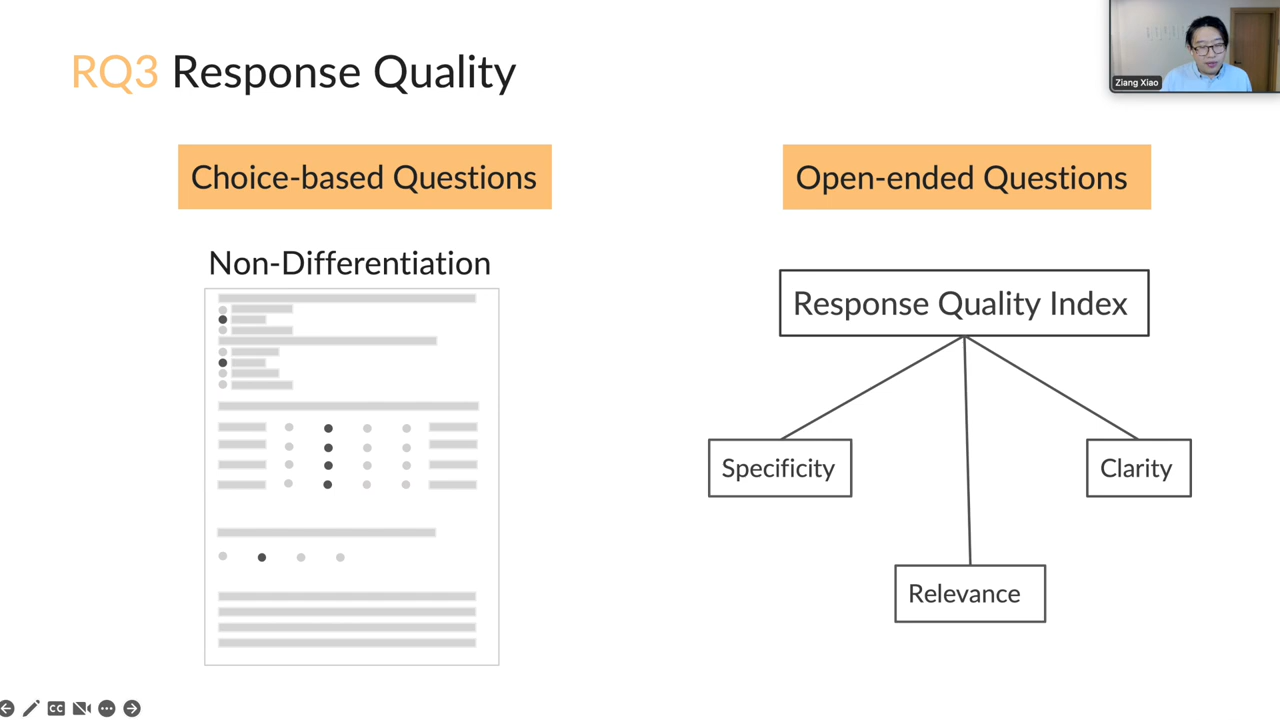 RQ3 Response Quality
Ziang Xiao
Choice-based Questions
Open-ended Questions
Non-Differentiation
Response Quality Index
Specificity
Clarity
Relevance
CC